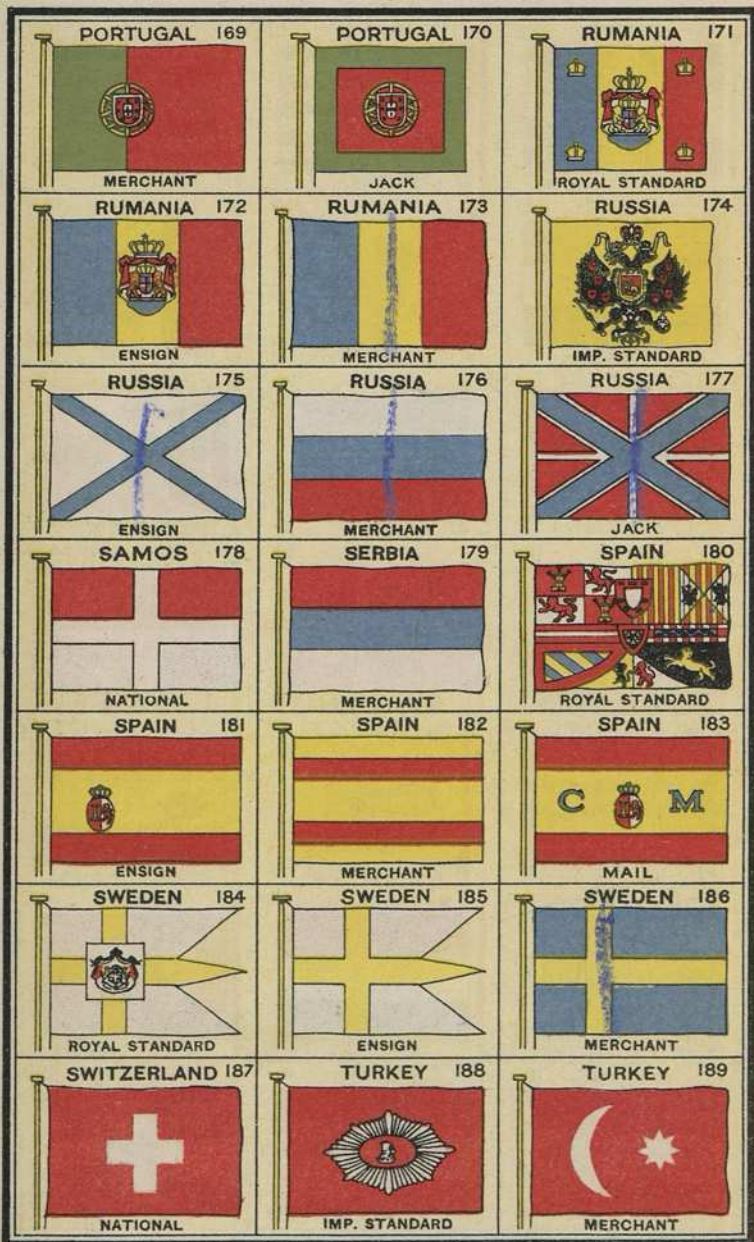 PORTUGAL 169
MERCHANT
PORTUGAL 170
JACK
RUMANIA 171
ROYAL STANDARD
RUMANIA 172
ENSIGN
RUMANIA 173
MERCHANT
RUSSIA 174
IMP. STANDARD
RUSSIA 175
ENSIGN
RUSSIA 176
MERCHANT
RUSSIA 177
JACK
SAMOS 178
NATIONAL
SERBIA 179
MERCHANT
SPAIN 180
ROYAL STANDARD
SPAIN 181
ENSIGN
SPAIN 182
MERCHANT
SPAIN 183
C M
MAIL
SWEDEN 184
ROYAL STANDARD
SWEDEN 185
ENSIGN
SWEDEN 186
MERCHANT
SWITZERLAND 187
NATIONAL
TURKEY 188
IMP. STANDARD
TURKEY 189
MERCHANT